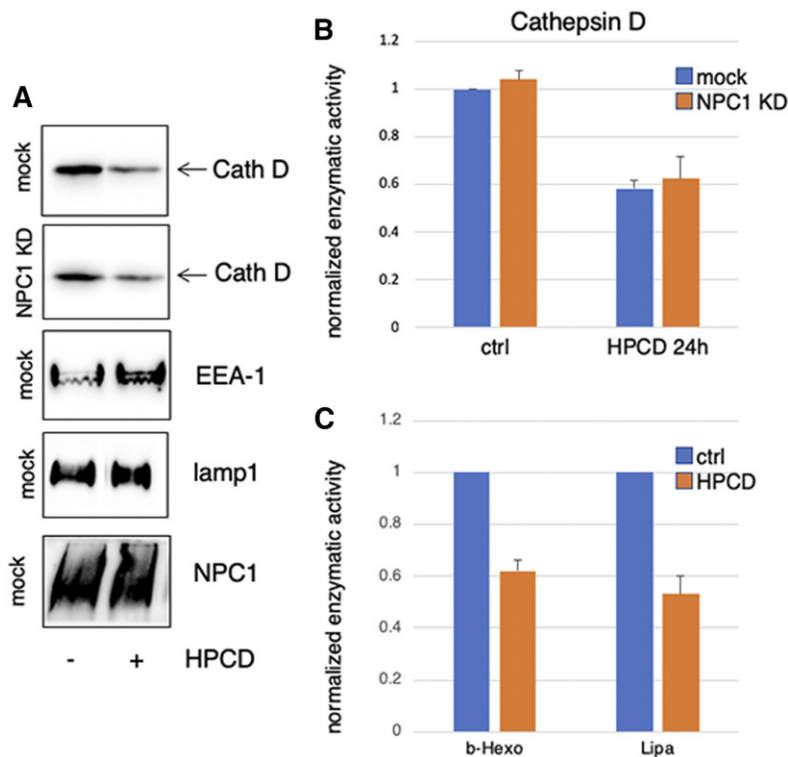 A
mock
← Cath D
NPC1 KD
← Cath D
mock
EEA-1
mock
lamp1
mock
NPC1
- + HPCD
B
Cathepsin D
normalized enzymatic activity
1.2
1
0.8
0.6
0.4
0.2
0
mock
NPC1 KD
ctrl HPCD 24h
C
normalized enzymatic activity
1.2
1
0.8
0.6
0.4
0.2
0
ctrl
HPCD
b-Hexo Lipa